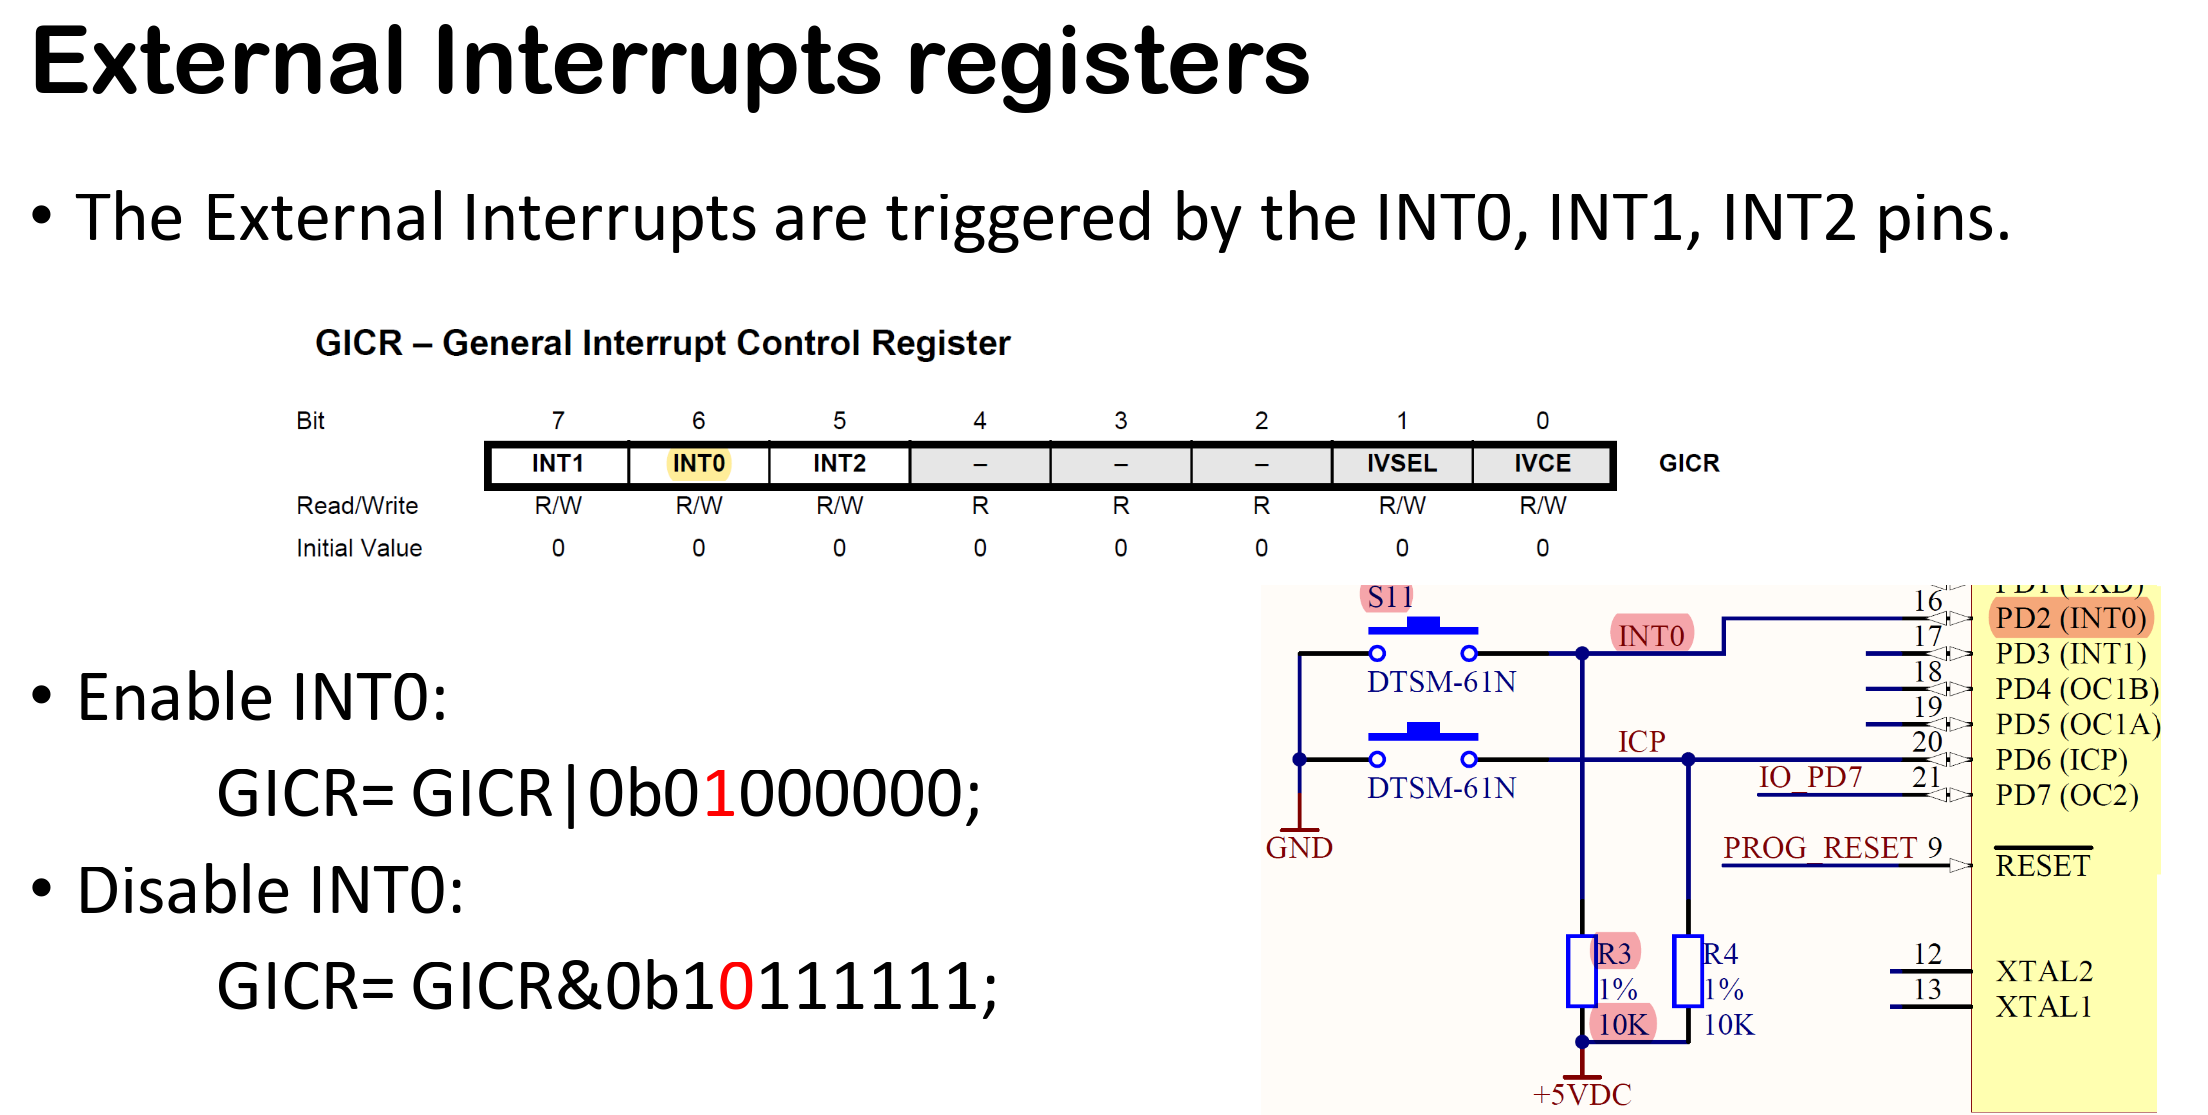 External Interrupts registers
• The External Interrupts are triggered by the INT0, INT1, INT2 pins.
GICR – General Interrupt Control Register
Bit 7 6 5 4 3 2 1 0
INT1 INT0 INT2 – – – IVSEL IVCE GICR
Read/Write R/W R/W R/W R R R R/W R/W
Initial Value 0 0 0 0 0 0 0 0
• Enable INT0:
GICR= GICR|0b01000000;
• Disable INT0:
GICR= GICR&0b10111111;
S11
DTSM-61N
DTSM-61N
GND
INT0
ICP
IO_PD7
PROG_RESET 9
R3
1%
10K
R4
1%
10K
+5VDC
PD1 (TXD)
16
PD2 (INT0)
17
PD3 (INT1)
18
PD4 (OC1B)
19
PD5 (OC1A)
20
PD6 (ICP)
21
PD7 (OC2)
RESET
12
XTAL2
13
XTAL1